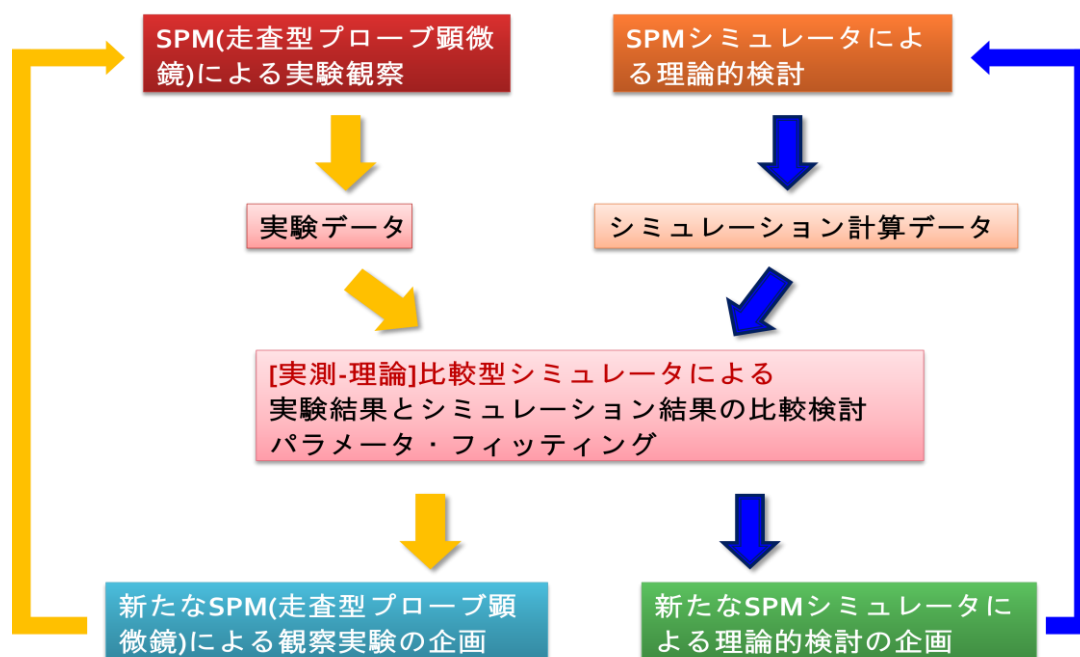 SPM(走査型プローブ顕微
鏡)による実験観察
SPMシミュレータによ
る理論的検討
実験データ
シミュレーション計算データ
[実測-理論]比較型シミュレータによる
実験結果とシミュレーション結果の比較検討
パラメータ・フィッティング
新たなSPM(走査型プローブ顕
微鏡)による観察実験の企画
新たなSPMシミュレータに
よる理論的検討の企画